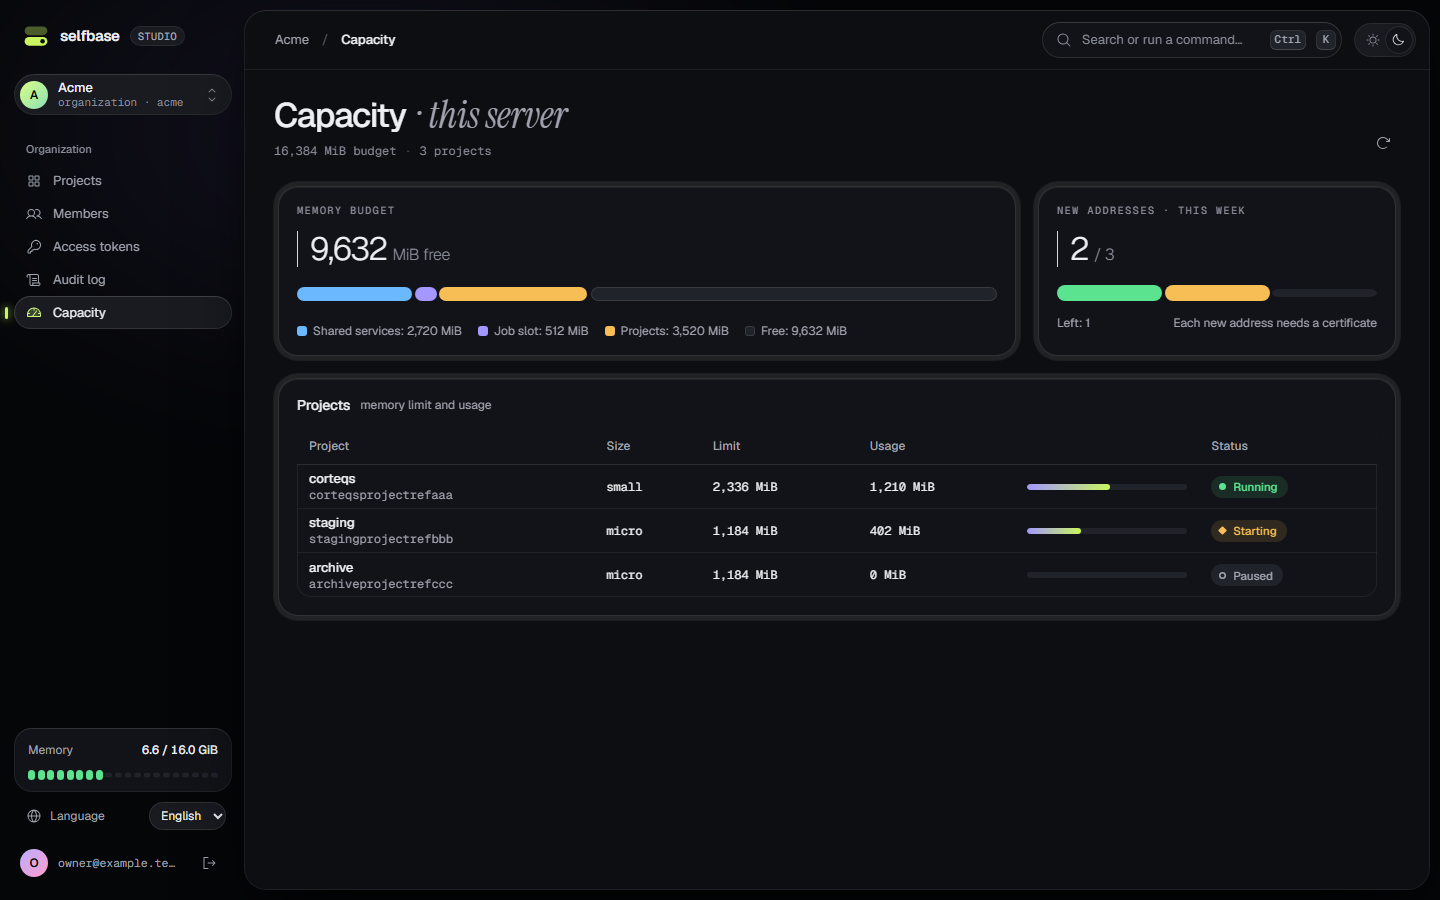 selfbase STUDIO
A
Acme
organization · acme
Organization
Projects
Members
Access tokens
Audit log
Capacity
Memory 6.6 / 16.0 GiB
Language English
O owner@example.te…
Acme / Capacity
Search or run a command… Ctrl K
Capacity · this server
16,384 MiB budget · 3 projects
MEMORY BUDGET
9,632 MiB free
Shared services: 2,720 MiB Job slot: 512 MiB Projects: 3,520 MiB Free: 9,632 MiB
NEW ADDRESSES · THIS WEEK
2 / 3
Left: 1 Each new address needs a certificate
Projects memory limit and usage
Project Size Limit Usage Status
corteqs
corteqsprojectrefaaa
small 2,336 MiB 1,210 MiB Running
staging
stagingprojectrefbbb
micro 1,184 MiB 402 MiB Starting
archive
archiveprojectrefccc
micro 1,184 MiB 0 MiB Paused